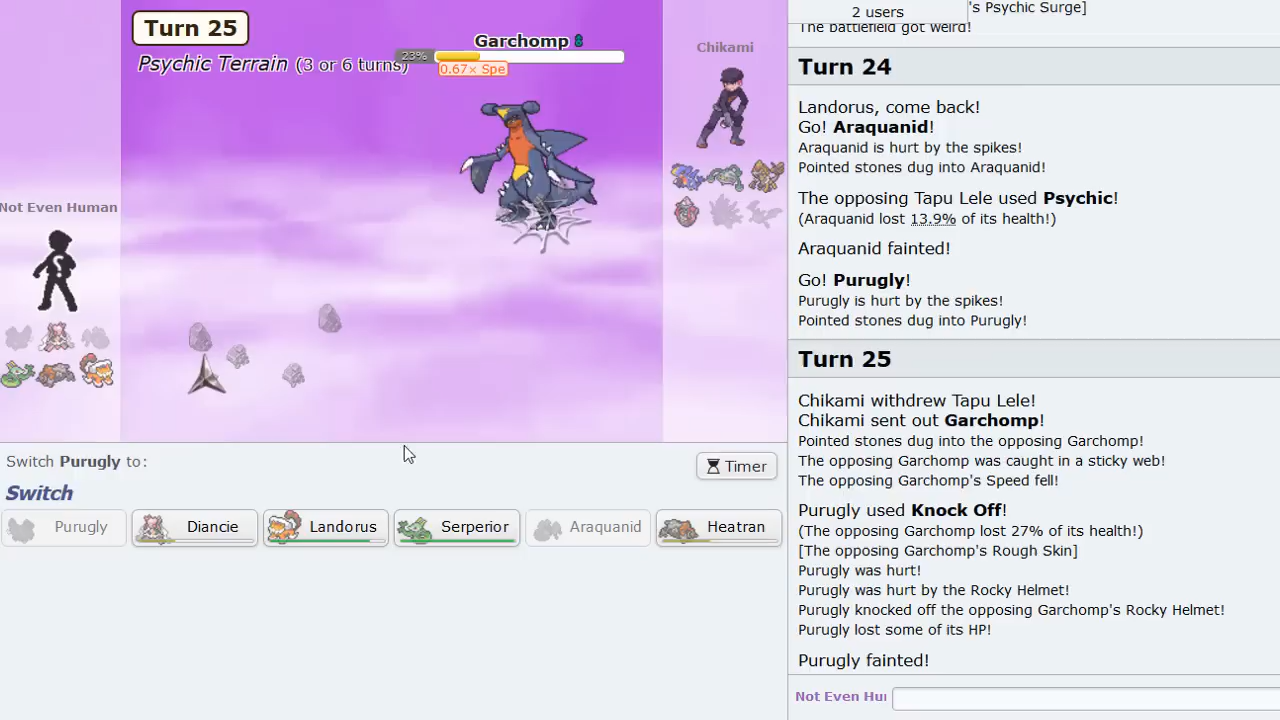 Turn 25
Psychic Terrain (3 or 6 turns)
23%
Garchomp
0.67× Spe
Chikami
Not Even Human
Switch Purugly to:
Timer
Switch
Purugly
Diancie
Landorus
Serperior
Araquanid
Heatran
2 users
's Psychic Surge]
The battlefield got weird!
Turn 24
Landorus, come back!
Go! Araquanid!
Araquanid is hurt by the spikes!
Pointed stones dug into Araquanid!
The opposing Tapu Lele used Psychic!
(Araquanid lost 13.9% of its health!)
Araquanid fainted!
Go! Purugly!
Purugly is hurt by the spikes!
Pointed stones dug into Purugly!
Turn 25
Chikami withdrew Tapu Lele!
Chikami sent out Garchomp!
Pointed stones dug into the opposing Garchomp!
The opposing Garchomp was caught in a sticky web!
The opposing Garchomp's Speed fell!
Purugly used Knock Off!
(The opposing Garchomp lost 27% of its health!)
[The opposing Garchomp's Rough Skin]
Purugly was hurt!
Purugly was hurt by the Rocky Helmet!
Purugly knocked off the opposing Garchomp's Rocky Helmet!
Purugly lost some of its HP!
Purugly fainted!
Not Even Hu